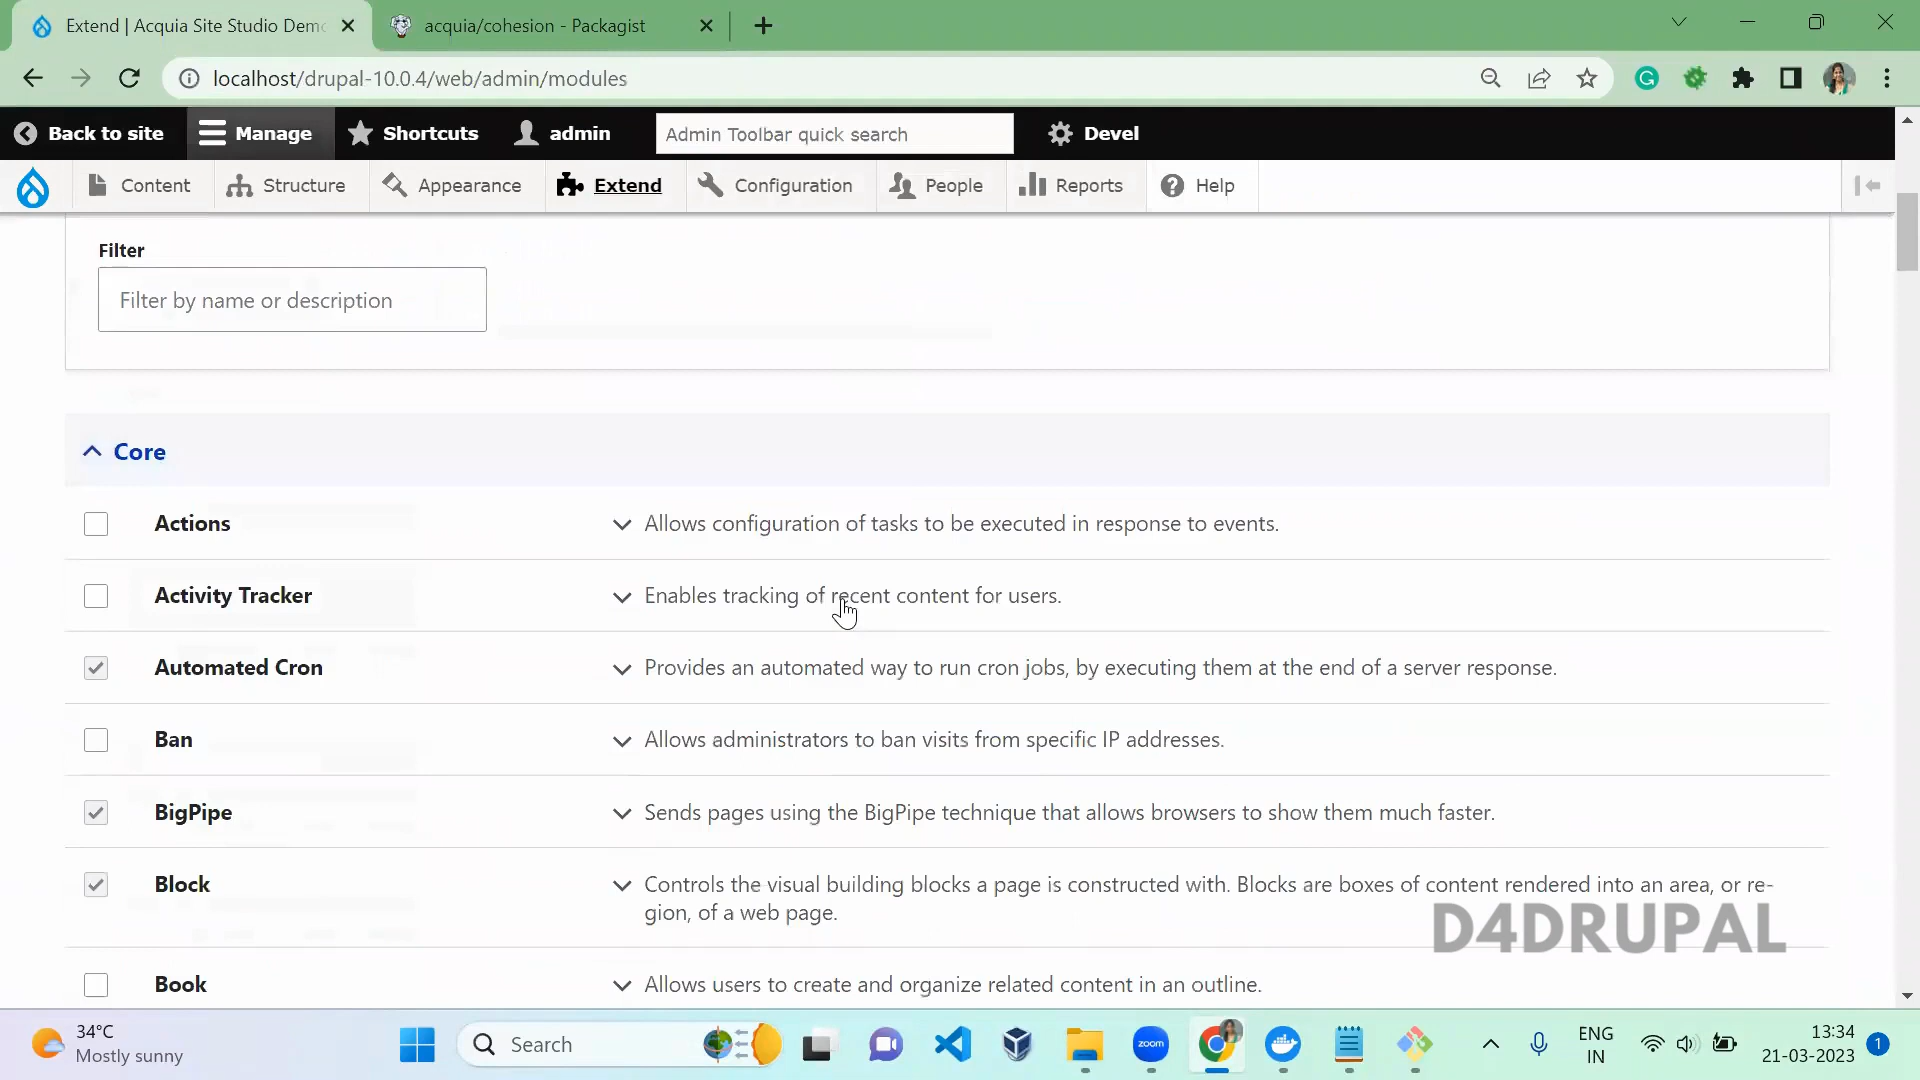 Extend | Acquia Site Studio Dem
acquia/cohesion - Packagist
localhost/drupal-10.0.4/web/admin/modules
Back to site
Manage
Shortcuts
admin
Admin Toolbar quick search
Devel
Content
Structure
Appearance
Extend
Configuration
People
Reports
Help
Filter
Filter by name or description
Core
Actions
Allows configuration of tasks to be executed in response to events.
Activity Tracker
Enables tracking of recent content for users.
Automated Cron
Provides an automated way to run cron jobs, by executing them at the end of a server response.
Ban
Allows administrators to ban visits from specific IP addresses.
BigPipe
Sends pages using the BigPipe technique that allows browsers to show them much faster.
Block
Controls the visual building blocks a page is constructed with. Blocks are boxes of content rendered into an area, or re-
gion, of a web page.
D4DRUPAL
Book
Allows users to create and organize related content in an outline.
34°C
Mostly sunny
Search
zoom
ENG
IN
13:34
21-03-2023
1